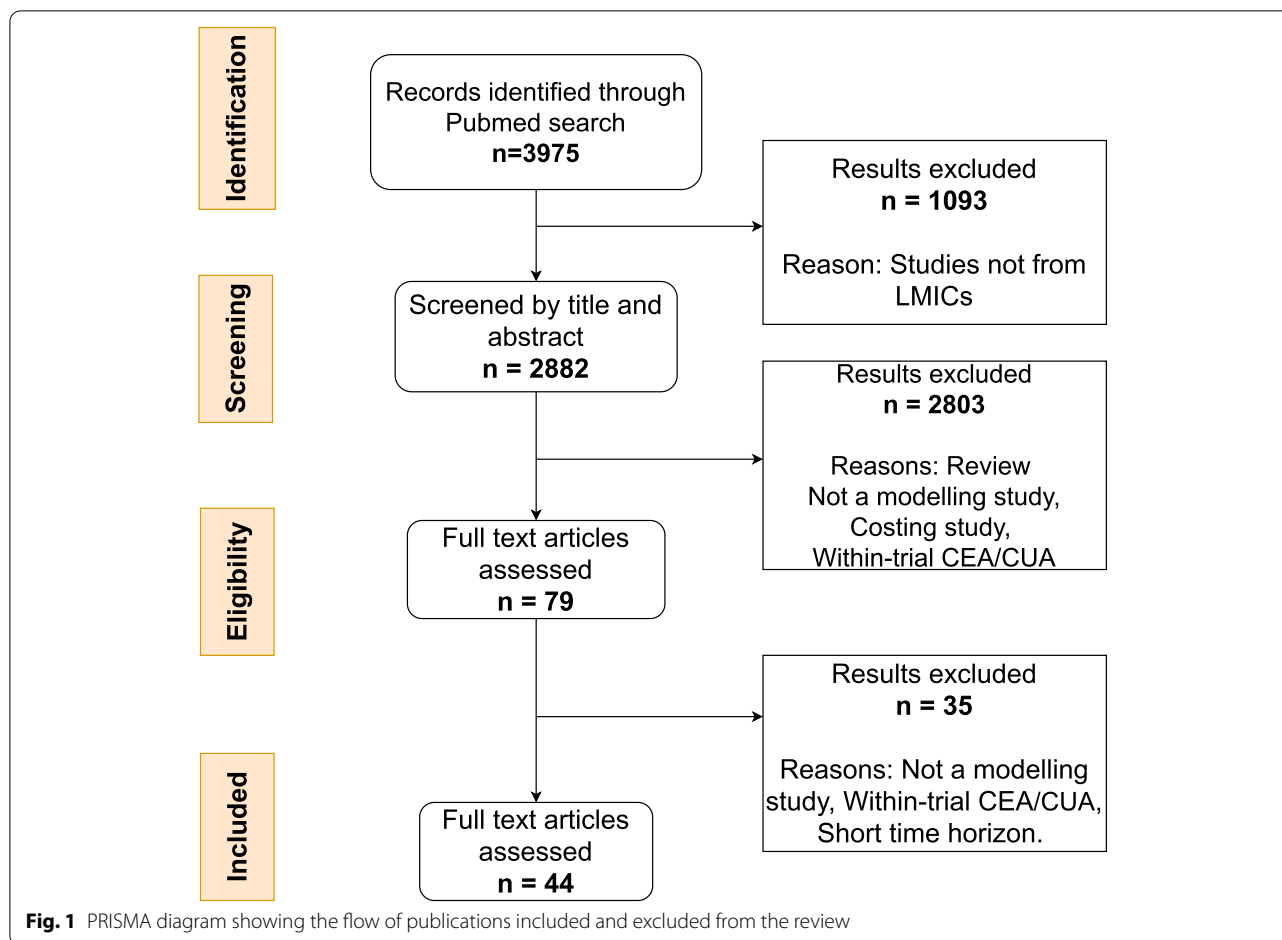 Identification
Records identified through
Pubmed search
n=3975
Results excluded
n = 1093
Reason: Studies not from
LMICs
Screening
Screened by title and
abstract
n = 2882
Results excluded
n = 2803
Reasons: Review
Not a modelling study,
Costing study,
Within-trial CEA/CUA
Eligibility
Full text articles
assessed
n = 79
Results excluded
n = 35
Reasons: Not a modelling
study, Within-trial CEA/CUA,
Short time horizon.
Included
Full text articles
assessed
n = 44
Fig. 1 PRISMA diagram showing the flow of publications included and excluded from the review